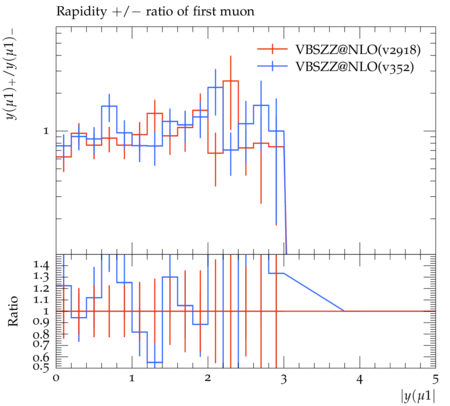 Rapidity +/− ratio of first muon
y(μ1)₊/y(μ1)₋
VBSZZ@NLO(v2918)
VBSZZ@NLO(v352)
1
Ratio
1.4
1.3
1.2
1.1
1
0.9
0.8
0.7
0.6
0.5
0 1 2 3 4 5
|y(μ1|